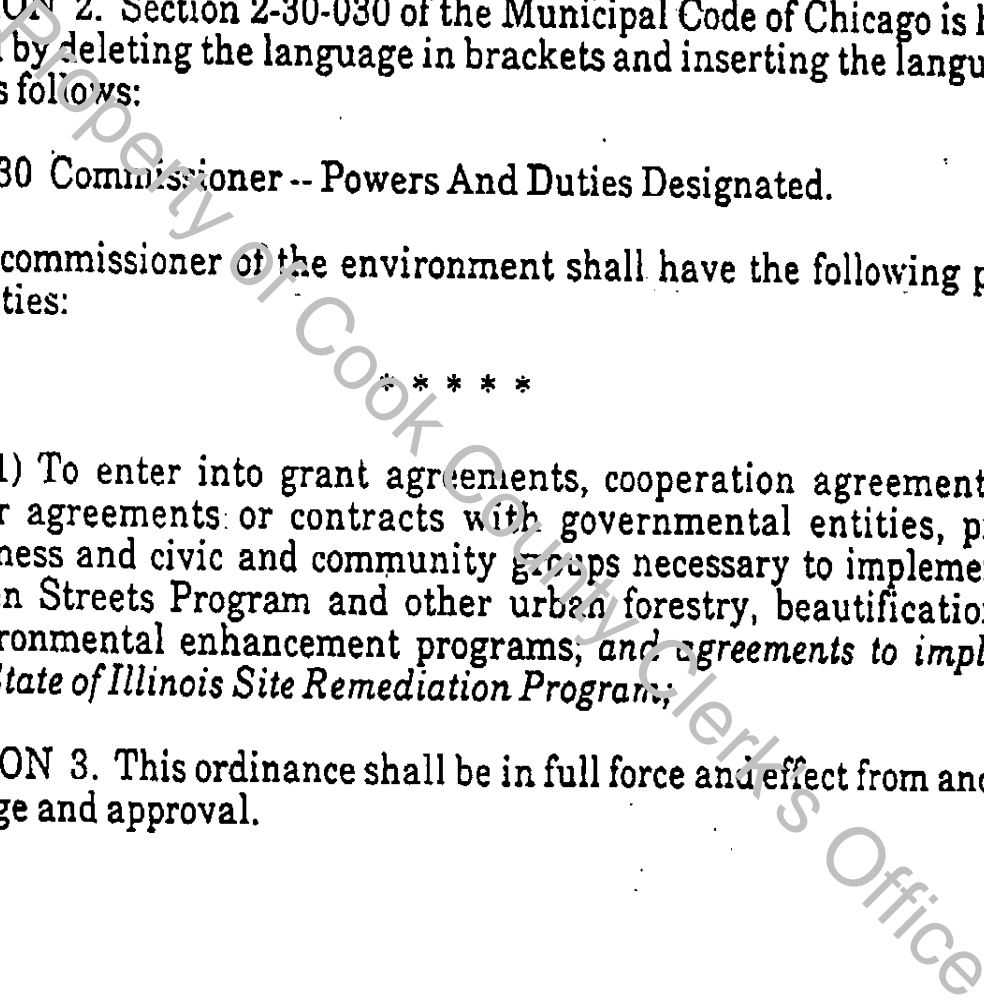 ON 2. Section 2-30-030 of the Municipal Code of Chicago is
by deleting the language in brackets and inserting the langu
s follows:
30 Commissioner -- Powers And Duties Designated.
commissioner of the environment shall have the following p
ties:
* * * * *
1) To enter into grant agreements, cooperation agreement
r agreements or contracts with governmental entities, p
ness and civic and community groups necessary to impleme
n Streets Program and other urban forestry, beautificatio
ronmental enhancement programs; and agreements to impl
State of Illinois Site Remediation Program;
ON 3. This ordinance shall be in full force and effect from and
ge and approval.
Property of Cook County Clerk's Office